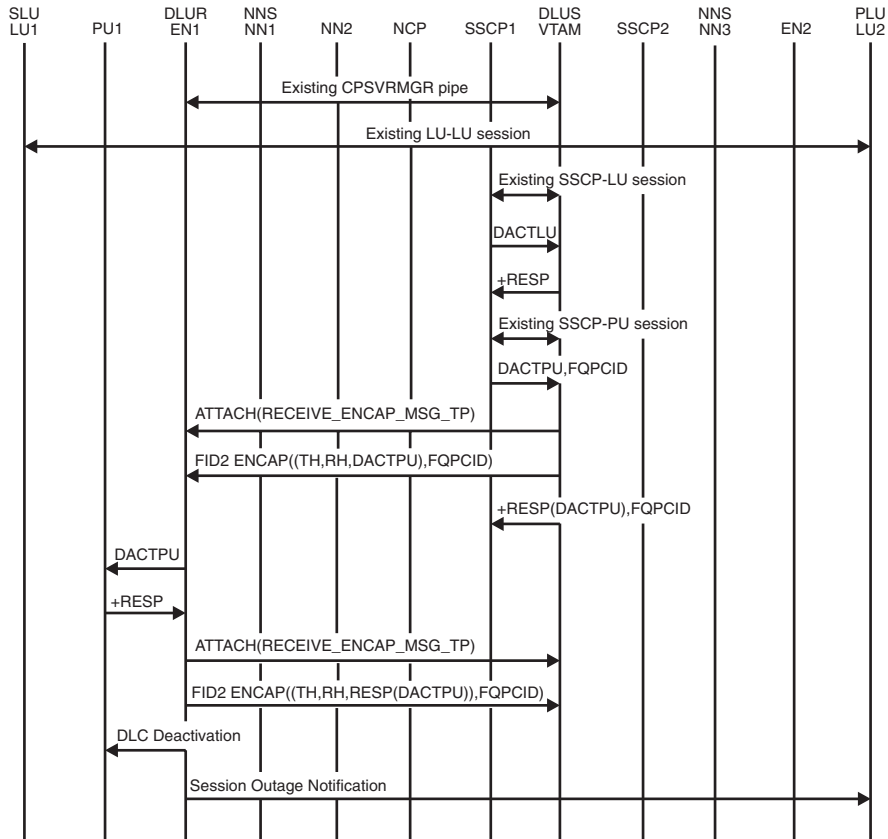 SLU
LU1
PU1
DLUR
EN1
NNS
NN1
NN2
NCP
SSCP1
DLUS
VTAM
SSCP2
NNS
NN3
EN2
PLU
LU2
Existing CPSVRMGR pipe
Existing LU-LU session
Existing SSCP-LU session
DACTLU
+RESP
Existing SSCP-PU session
DACTPU,FQPCID
ATTACH(RECEIVE_ENCAP_MSG_TP)
FID2 ENCAP((TH,RH,DACTPU),FQPCID)
+RESP(DACTPU),FQPCID
DACTPU
+RESP
ATTACH(RECEIVE_ENCAP_MSG_TP)
FID2 ENCAP((TH,RH,RESP(DACTPU)),FQPCID)
DLC Deactivation
Session Outage Notification